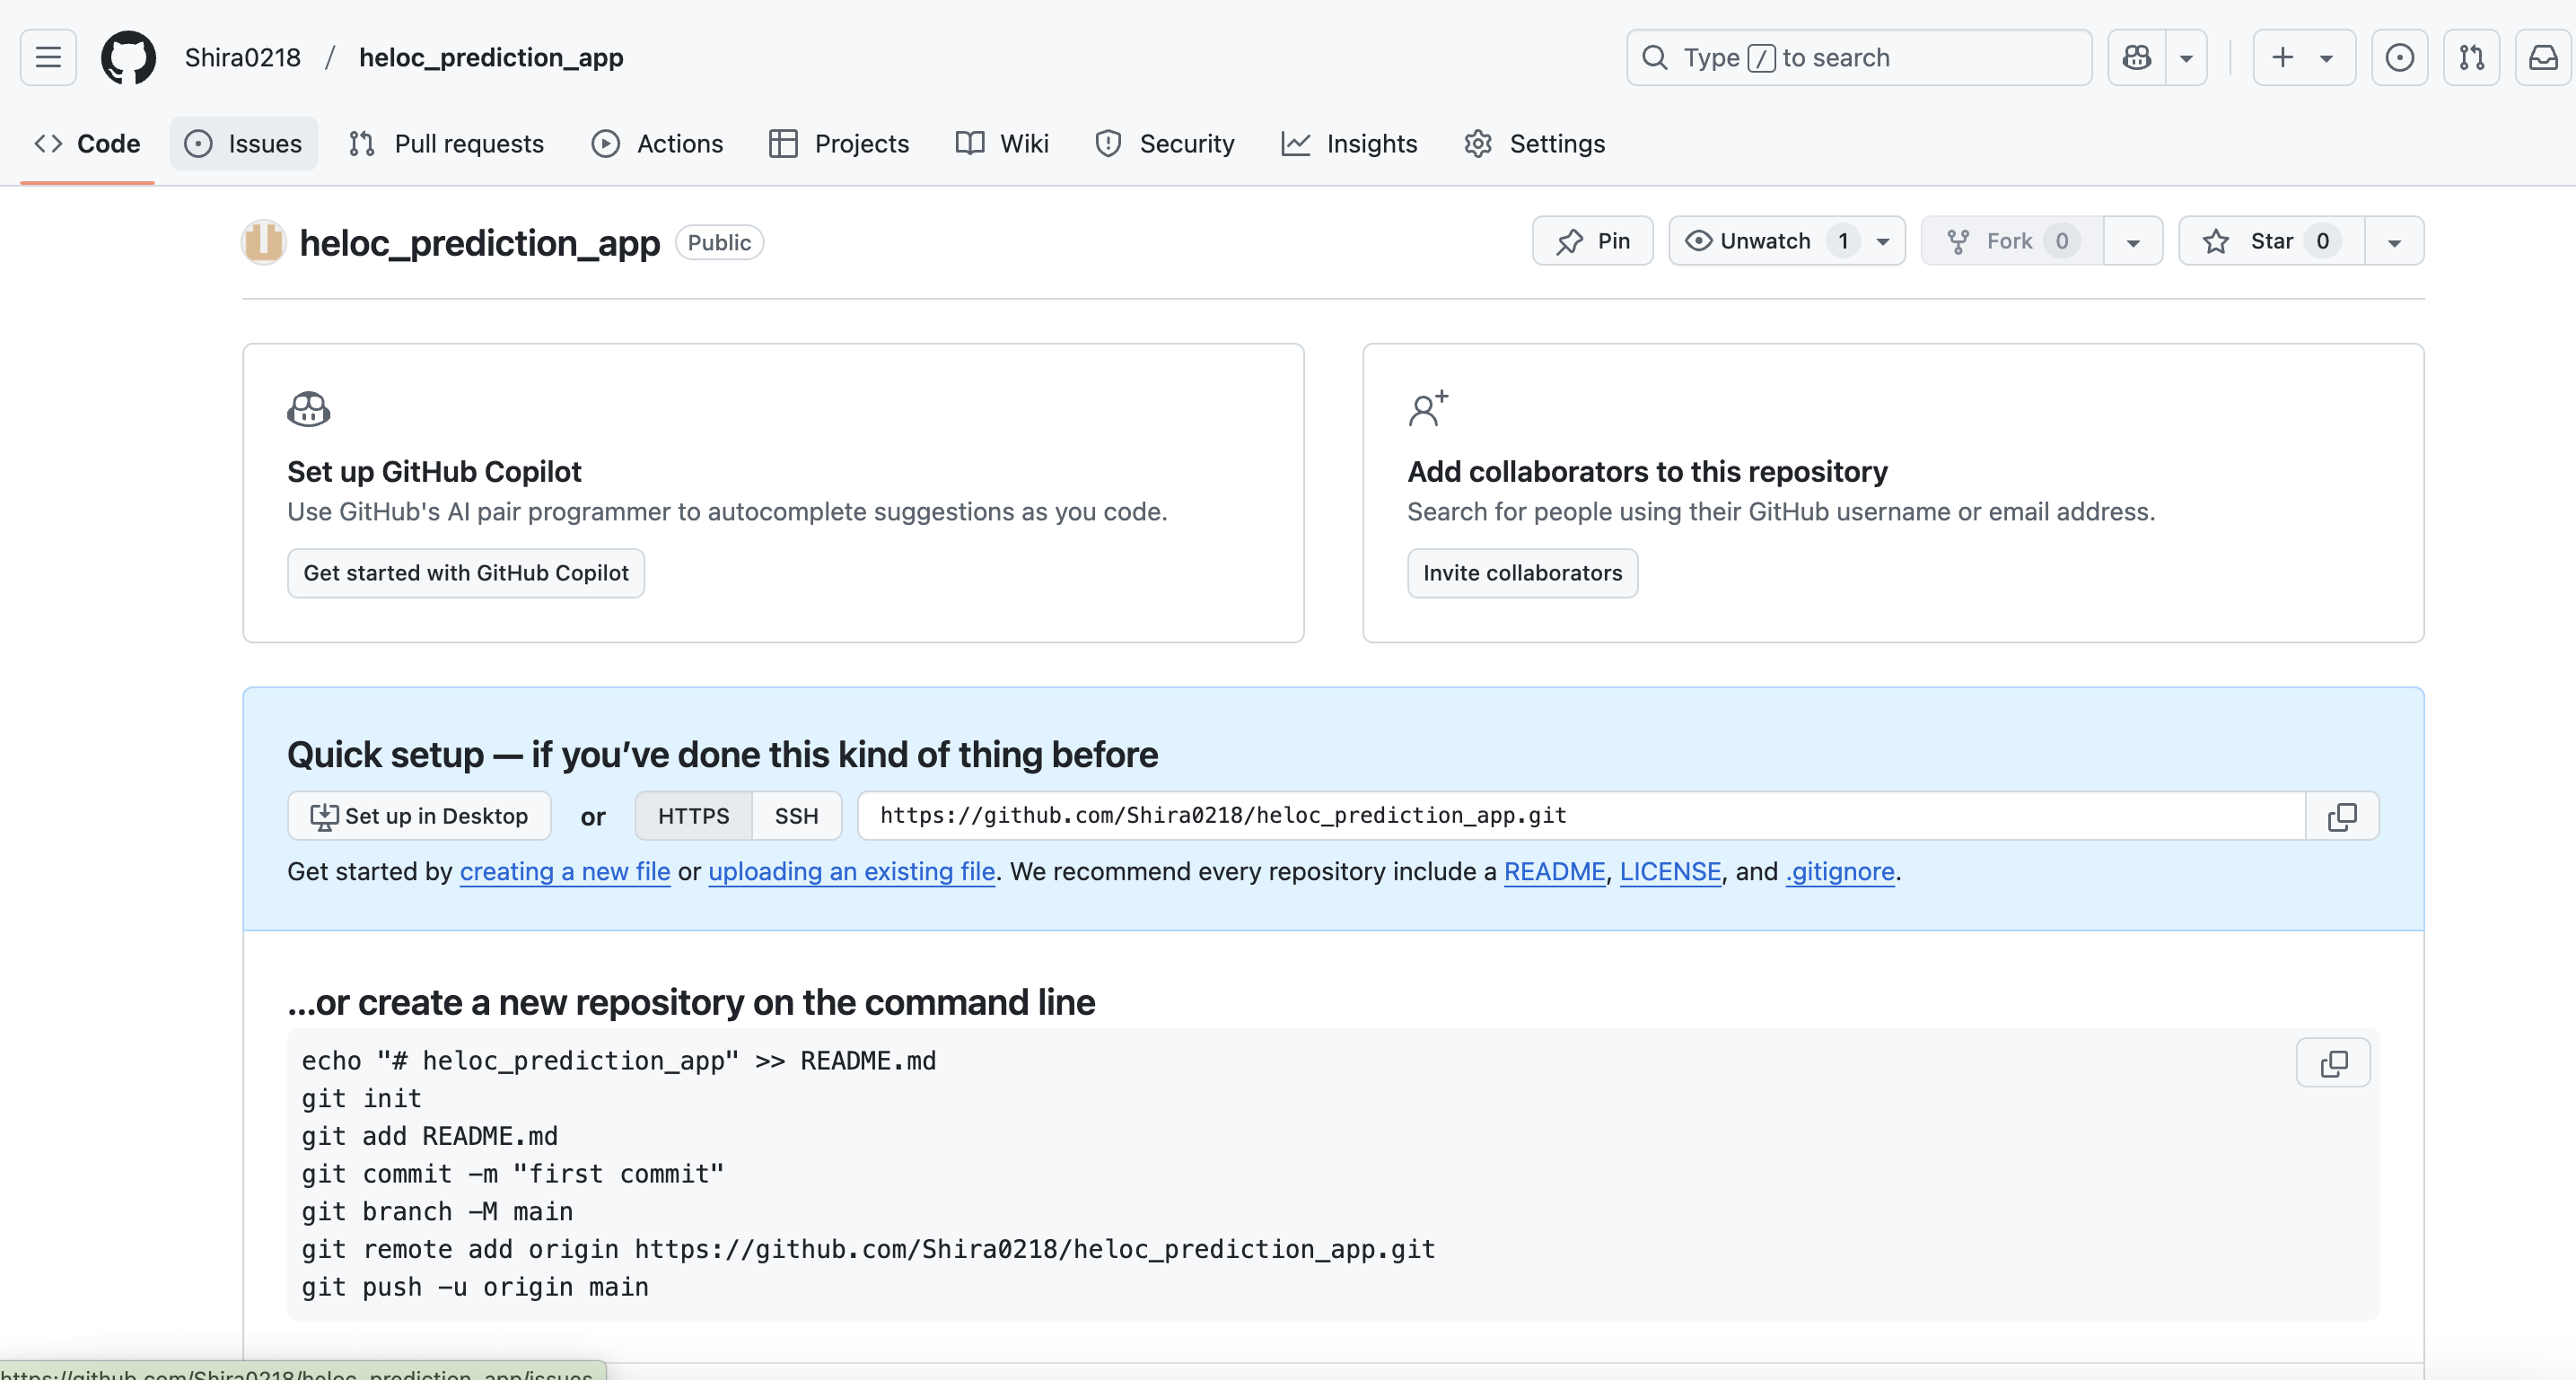 Shira0218 / heloc_prediction_app
Type / to search
Code Issues Pull requests Actions Projects Wiki Security Insights Settings
heloc_prediction_app Public
Pin Unwatch 1 Fork 0 Star 0
Set up GitHub Copilot
Use GitHub's AI pair programmer to autocomplete suggestions as you code.
Get started with GitHub Copilot
Add collaborators to this repository
Search for people using their GitHub username or email address.
Invite collaborators
Quick setup — if you’ve done this kind of thing before
Set up in Desktop or HTTPS SSH https://github.com/Shira0218/heloc_prediction_app.git
Get started by creating a new file or uploading an existing file. We recommend every repository include a README, LICENSE, and .gitignore.
…or create a new repository on the command line
echo "# heloc_prediction_app" >> README.md
git init
git add README.md
git commit -m "first commit"
git branch -M main
git remote add origin https://github.com/Shira0218/heloc_prediction_app.git
git push -u origin main
https://github.com/Shira0218/heloc_prediction_app/issues